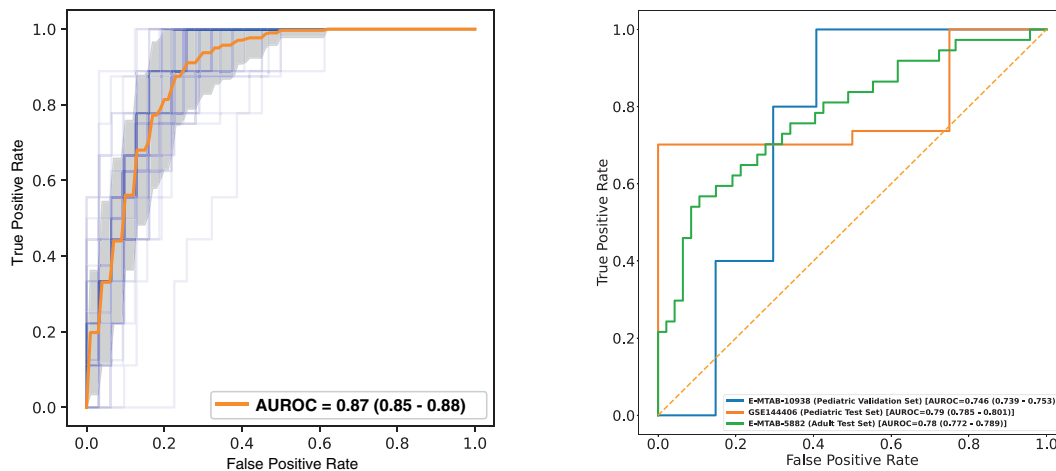 1.0
0.8
0.6
0.4
0.2
0.0
True Positive Rate
AUROC = 0.87 (0.85 - 0.88)
0.0 0.2 0.4 0.6 0.8 1.0
False Positive Rate
1.0
0.8
0.6
0.4
0.2
0.0
True Positive Rate
E-MTAB-10938 (Pediatric Validation Set) [AUROC=0.746 (0.739 - 0.753)]
GSE144406 (Pediatric Test Set) [AUROC=0.79 (0.785 - 0.801)]
E-MTAB-5882 (Adult Test Set) [AUROC=0.78 (0.772 - 0.789)]
0.0 0.2 0.4 0.6 0.8 1.0
False Positive Rate